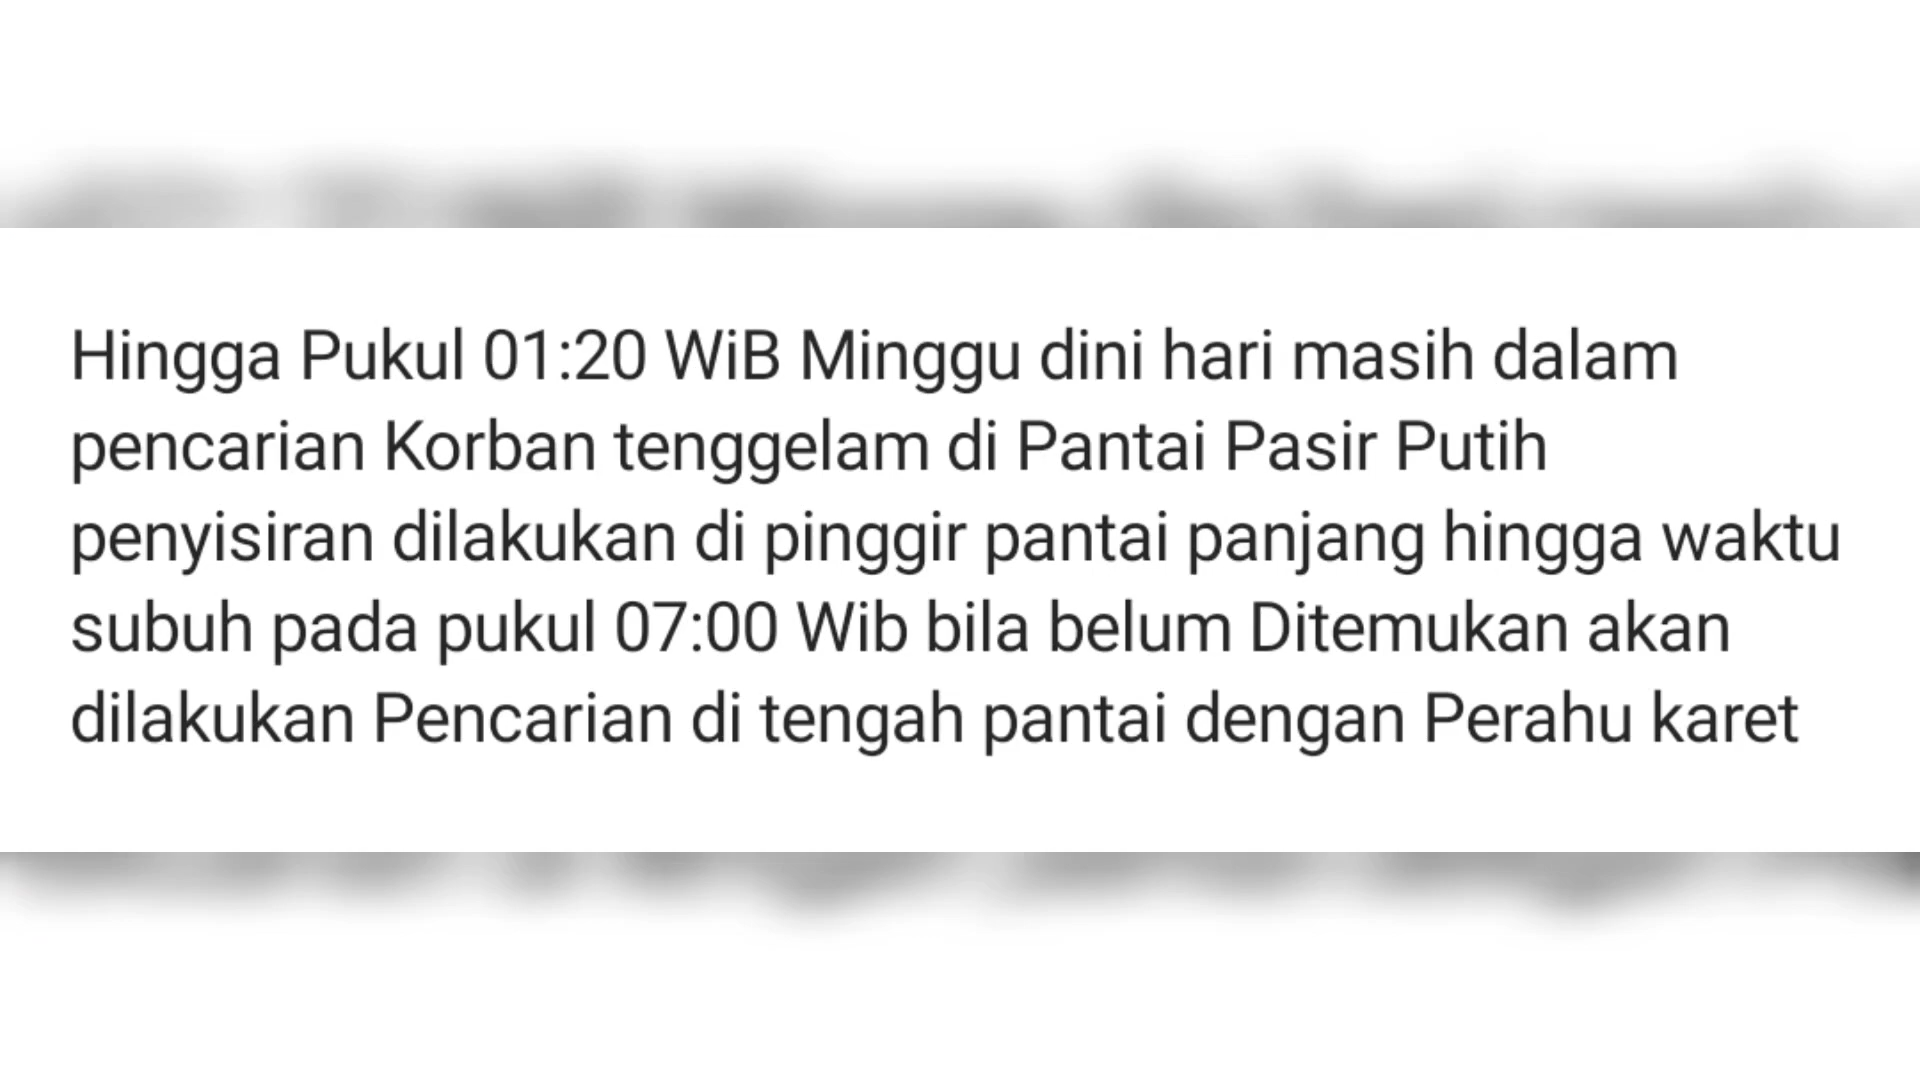 Hingga Pukul 01:20 WiB Minggu dini hari masih dalam
pencarian Korban tenggelam di Pantai Pasir Putih
penyisiran dilakukan di pinggir pantai panjang hingga waktu
subuh pada pukul 07:00 Wib bila belum Ditemukan akan
dilakukan Pencarian di tengah pantai dengan Perahu karet